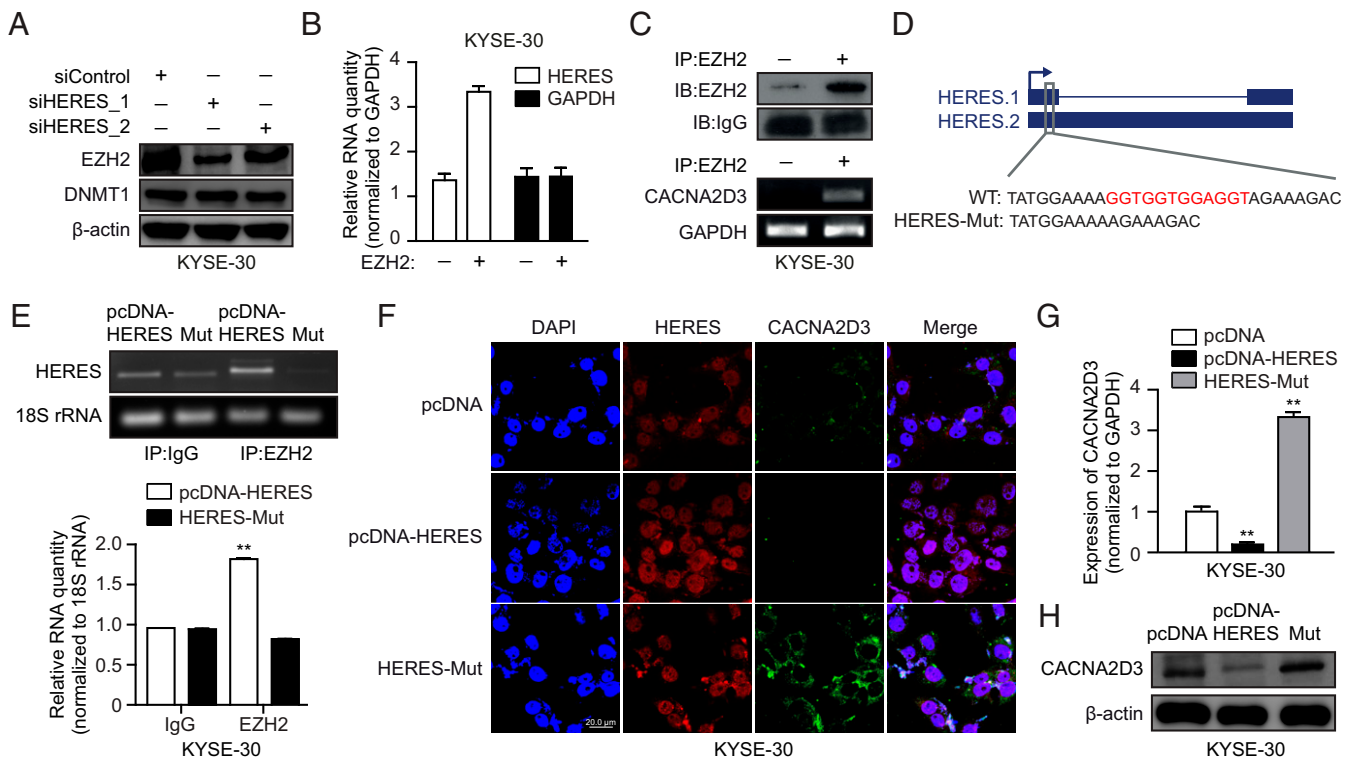 A
siControl + – –
siHERES_1 – + –
siHERES_2 – – +
EZH2
DNMT1
β-actin
KYSE-30
B
KYSE-30
Relative RNA quantity
(normalized to GAPDH)
4
3
2
1
0
HERES
GAPDH
EZH2: – + – +
C
IP:EZH2 – +
IB:EZH2
IB:IgG
IP:EZH2 – +
CACNA2D3
GAPDH
KYSE-30
D
HERES.1
HERES.2
WT: TATGGAAAAGGTGGTGGAGGTAGAAAGAC
HERES-Mut: TATGGAAAAAGAAAGAC
E
pcDNA- pcDNA-
HERES Mut HERES Mut
HERES
18S rRNA
IP:IgG IP:EZH2
pcDNA-HERES
HERES-Mut
Relative RNA quantity
(normalized to 18S rRNA)
2.0
1.5
1.0
0.5
0
**
IgG EZH2
KYSE-30
F
DAPI HERES CACNA2D3 Merge
pcDNA
pcDNA-HERES
HERES-Mut
20.0 μm
KYSE-30
G
pcDNA
pcDNA-HERES
HERES-Mut
Expression of CACNA2D3
(normalized to GAPDH)
4
3
2
1
0
**
**
KYSE-30
H
pcDNA-
pcDNA HERES Mut
CACNA2D3
β-actin
KYSE-30